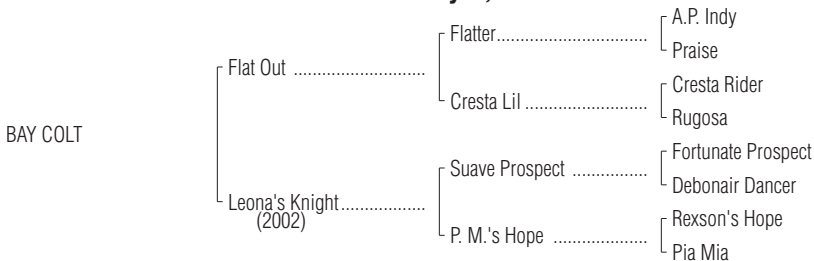 A.P. Indy
Flatter
Praise
Flat Out
Cresta Rider
Cresta Lil
Rugosa
BAY COLT
Fortunate Prospect
Suave Prospect
Debonair Dancer
Leona's Knight
(2002)
Rexson's Hope
P. M.'s Hope
Pia Mia